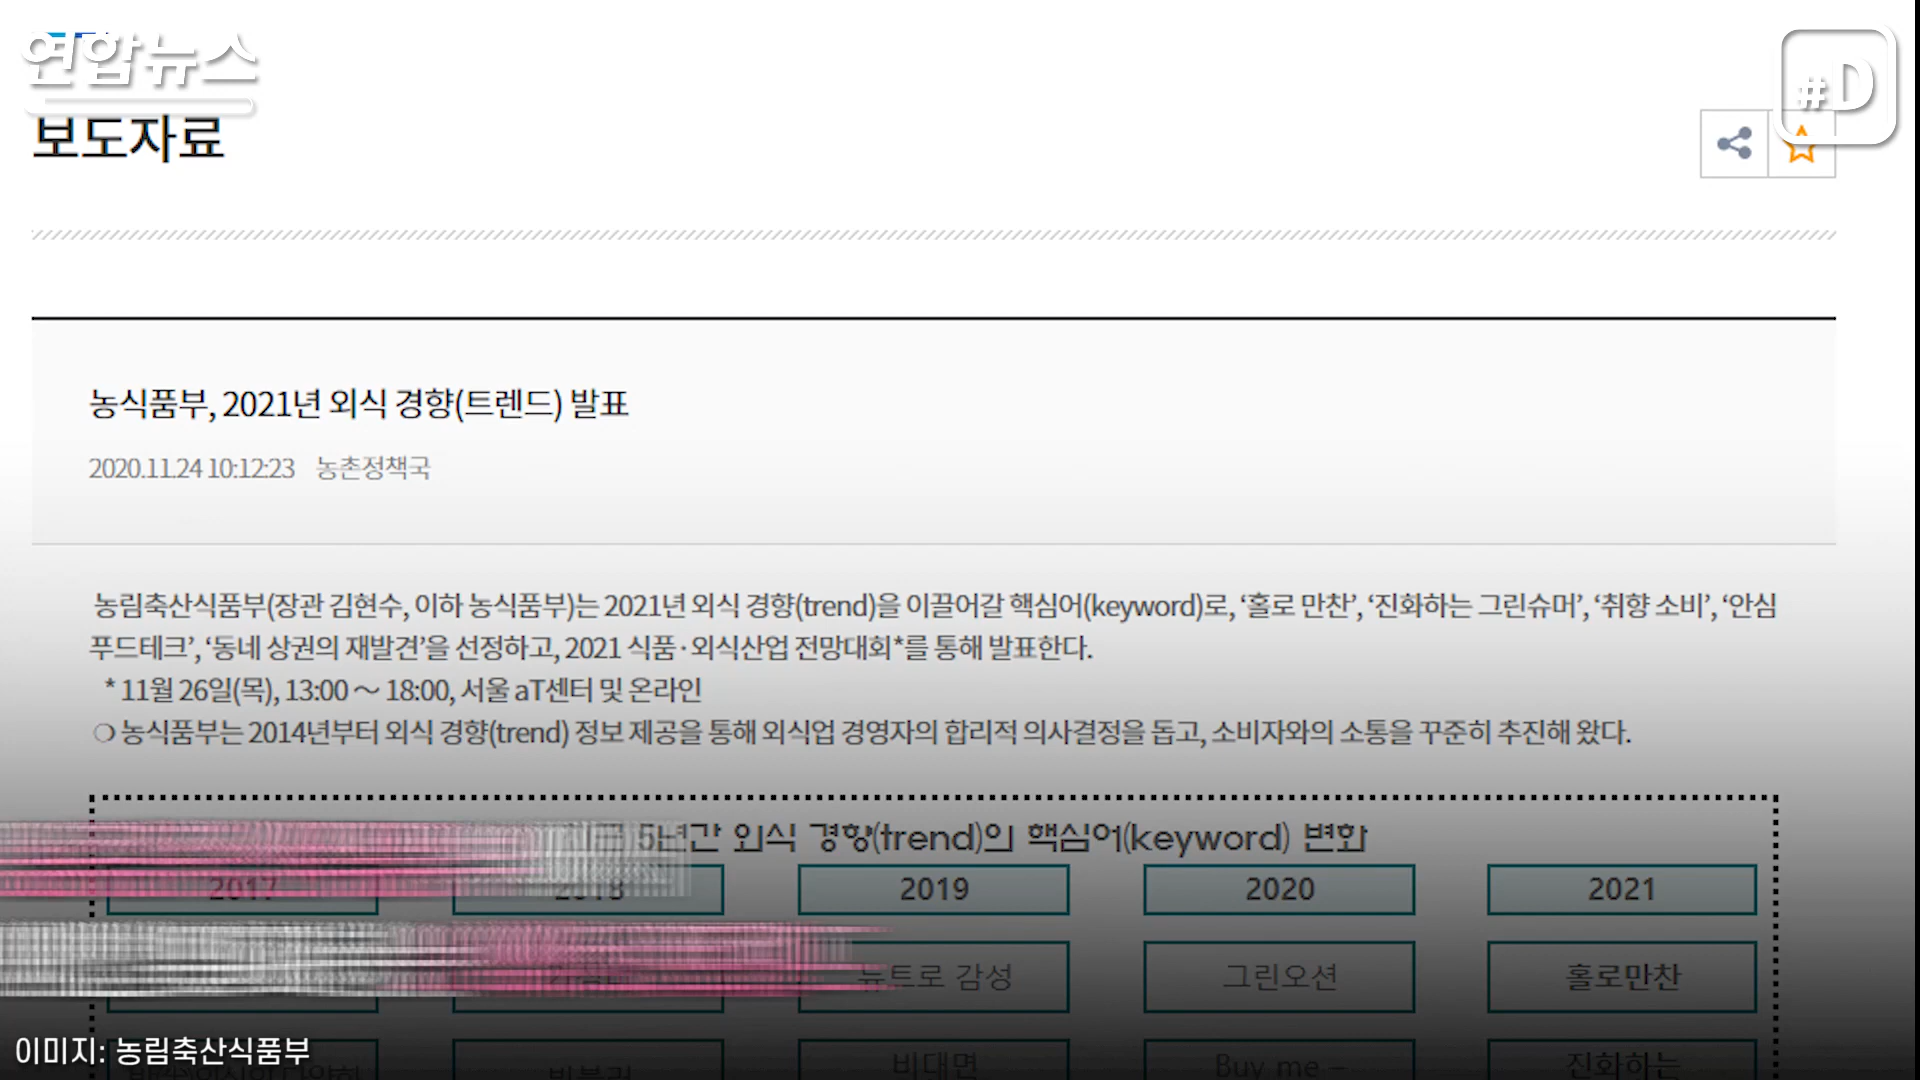 연합뉴스
#D
보도자료
농식품부, 2021년 외식 경향(트렌드) 발표
2020.11.24 10:12:23 농촌정책국
농림축산식품부(장관 김현수, 이하 농식품부)는 2021년 외식 경향(trend)을 이끌어갈 핵심어(keyword)로, ‘홀로 만찬’, ‘진화하는 그린슈머’, ‘취향 소비’, ‘안심
푸드테크’, ‘동네 상권의 재발견’을 선정하고, 2021 식품·외식산업 전망대회*를 통해 발표한다.
* 11월 26일(목), 13:00 ～ 18:00, 서울 aT센터 및 온라인
❍ 농식품부는 2014년부터 외식 경향(trend) 정보 제공을 통해 외식업 경영자의 합리적 의사결정을 돕고, 소비자와의 소통을 꾸준히 추진해 왔다.
5년간 외식 경향(trend)의 핵심어(keyword) 변화
2017 2018 2019 2020 2021
뉴트로 감성 그린오션 홀로만찬
비대면 Buy me – 진화하는
이미지: 농림축산식품부